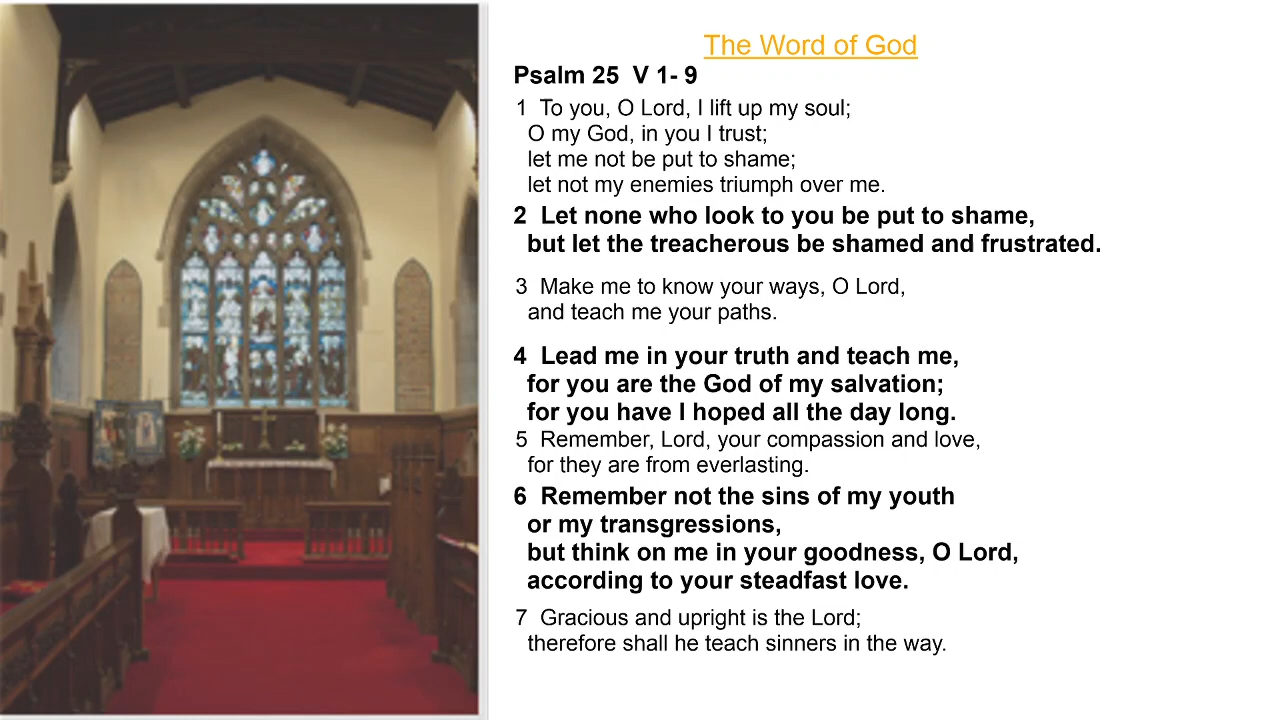 The Word of God
Psalm 25 V 1- 9
1 To you, O Lord, I lift up my soul;
O my God, in you I trust;
let me not be put to shame;
let not my enemies triumph over me.
2 Let none who look to you be put to shame,
but let the treacherous be shamed and frustrated.
3 Make me to know your ways, O Lord,
and teach me your paths.
4 Lead me in your truth and teach me,
for you are the God of my salvation;
for you have I hoped all the day long.
5 Remember, Lord, your compassion and love,
for they are from everlasting.
6 Remember not the sins of my youth
or my transgressions,
but think on me in your goodness, O Lord,
according to your steadfast love.
7 Gracious and upright is the Lord;
therefore shall he teach sinners in the way.